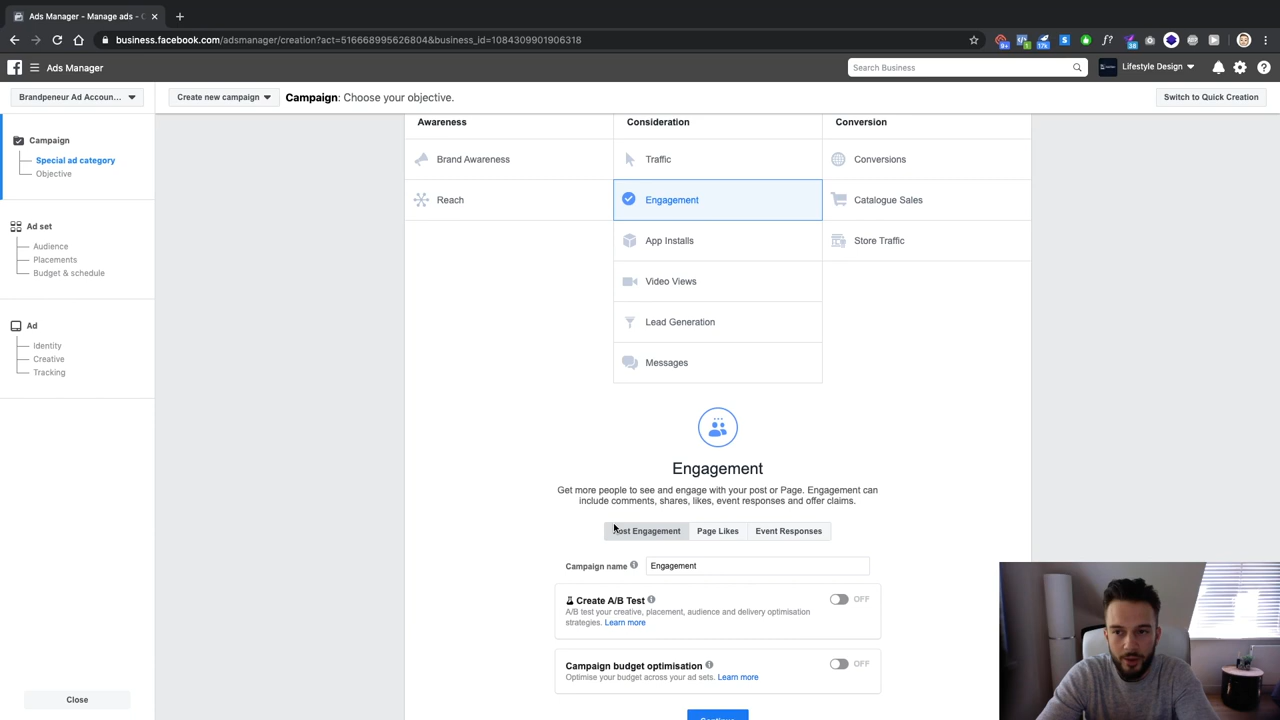 Ads Manager - Manage ads - C
business.facebook.com/adsmanager/creation?act=516668995626804&business_id=1084309901906318
9+
1
17k
38
Ads Manager
Search Business
Lifestyle Design
Brandpeneur Ad Accoun...
Create new campaign
Campaign: Choose your objective.
Switch to Quick Creation
Campaign
Special ad category
Objective
Ad set
Audience
Placements
Budget & schedule
Ad
Identity
Creative
Tracking
Close
Awareness
Consideration
Conversion
Brand Awareness
Traffic
Conversions
Reach
Engagement
Catalogue Sales
App Installs
Store Traffic
Video Views
Lead Generation
Messages
Engagement
Get more people to see and engage with your post or Page. Engagement can
include comments, shares, likes, event responses and offer claims.
Post Engagement
Page Likes
Event Responses
Campaign name
Engagement
Create A/B Test
OFF
A/B test your creative, placement, audience and delivery optimisation
strategies. Learn more
Campaign budget optimisation
OFF
Optimise your budget across your ad sets. Learn more
Continue